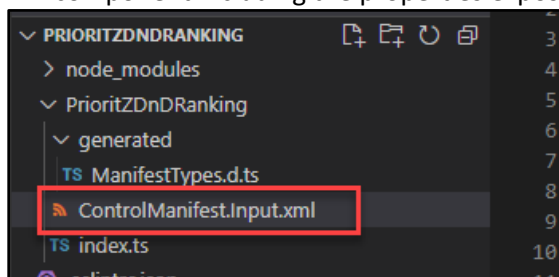 PRIORITZDNDRANKING
node_modules
PrioritZDnDRanking
generated
TS ManifestTypes.d.ts
ControlManifest.Input.xml
TS index.ts
3
4
5
6
7
8
9
10